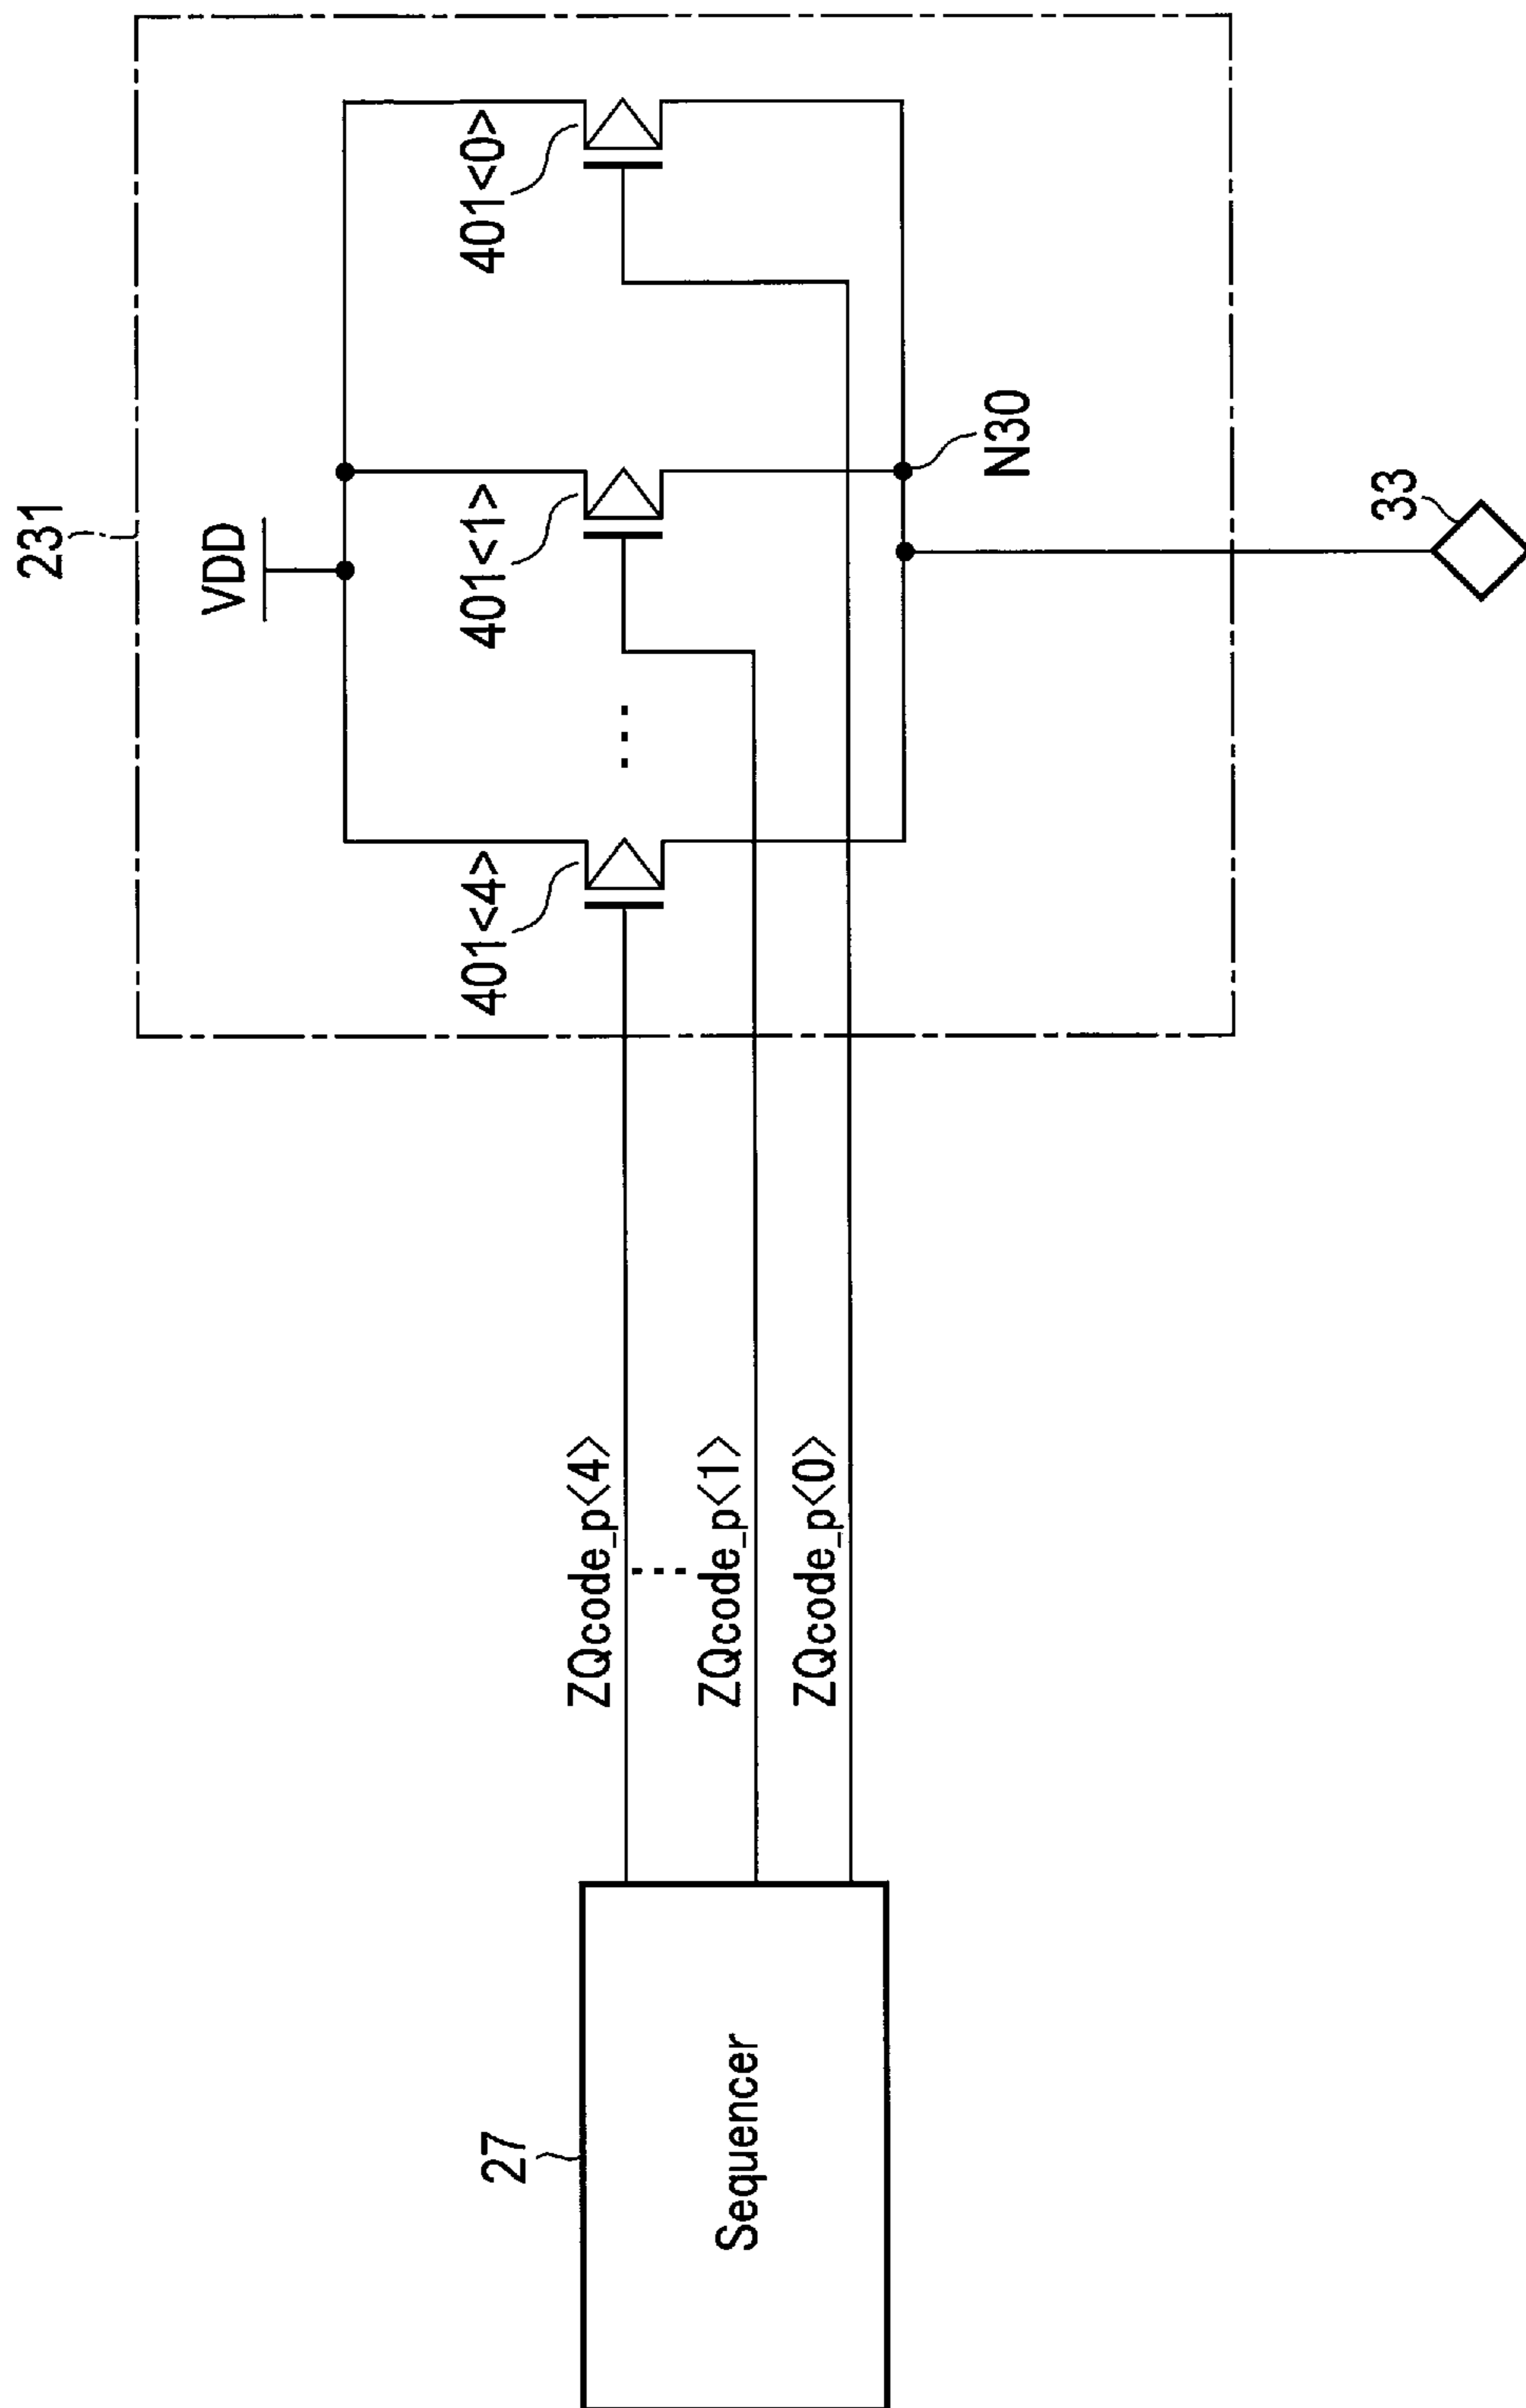 231
VDD
401<4>
401<1>
401<0>
ZQcode_p<4>
⋮
ZQcode_p<1>
ZQcode_p<0>
...
27
Sequencer
N30
33